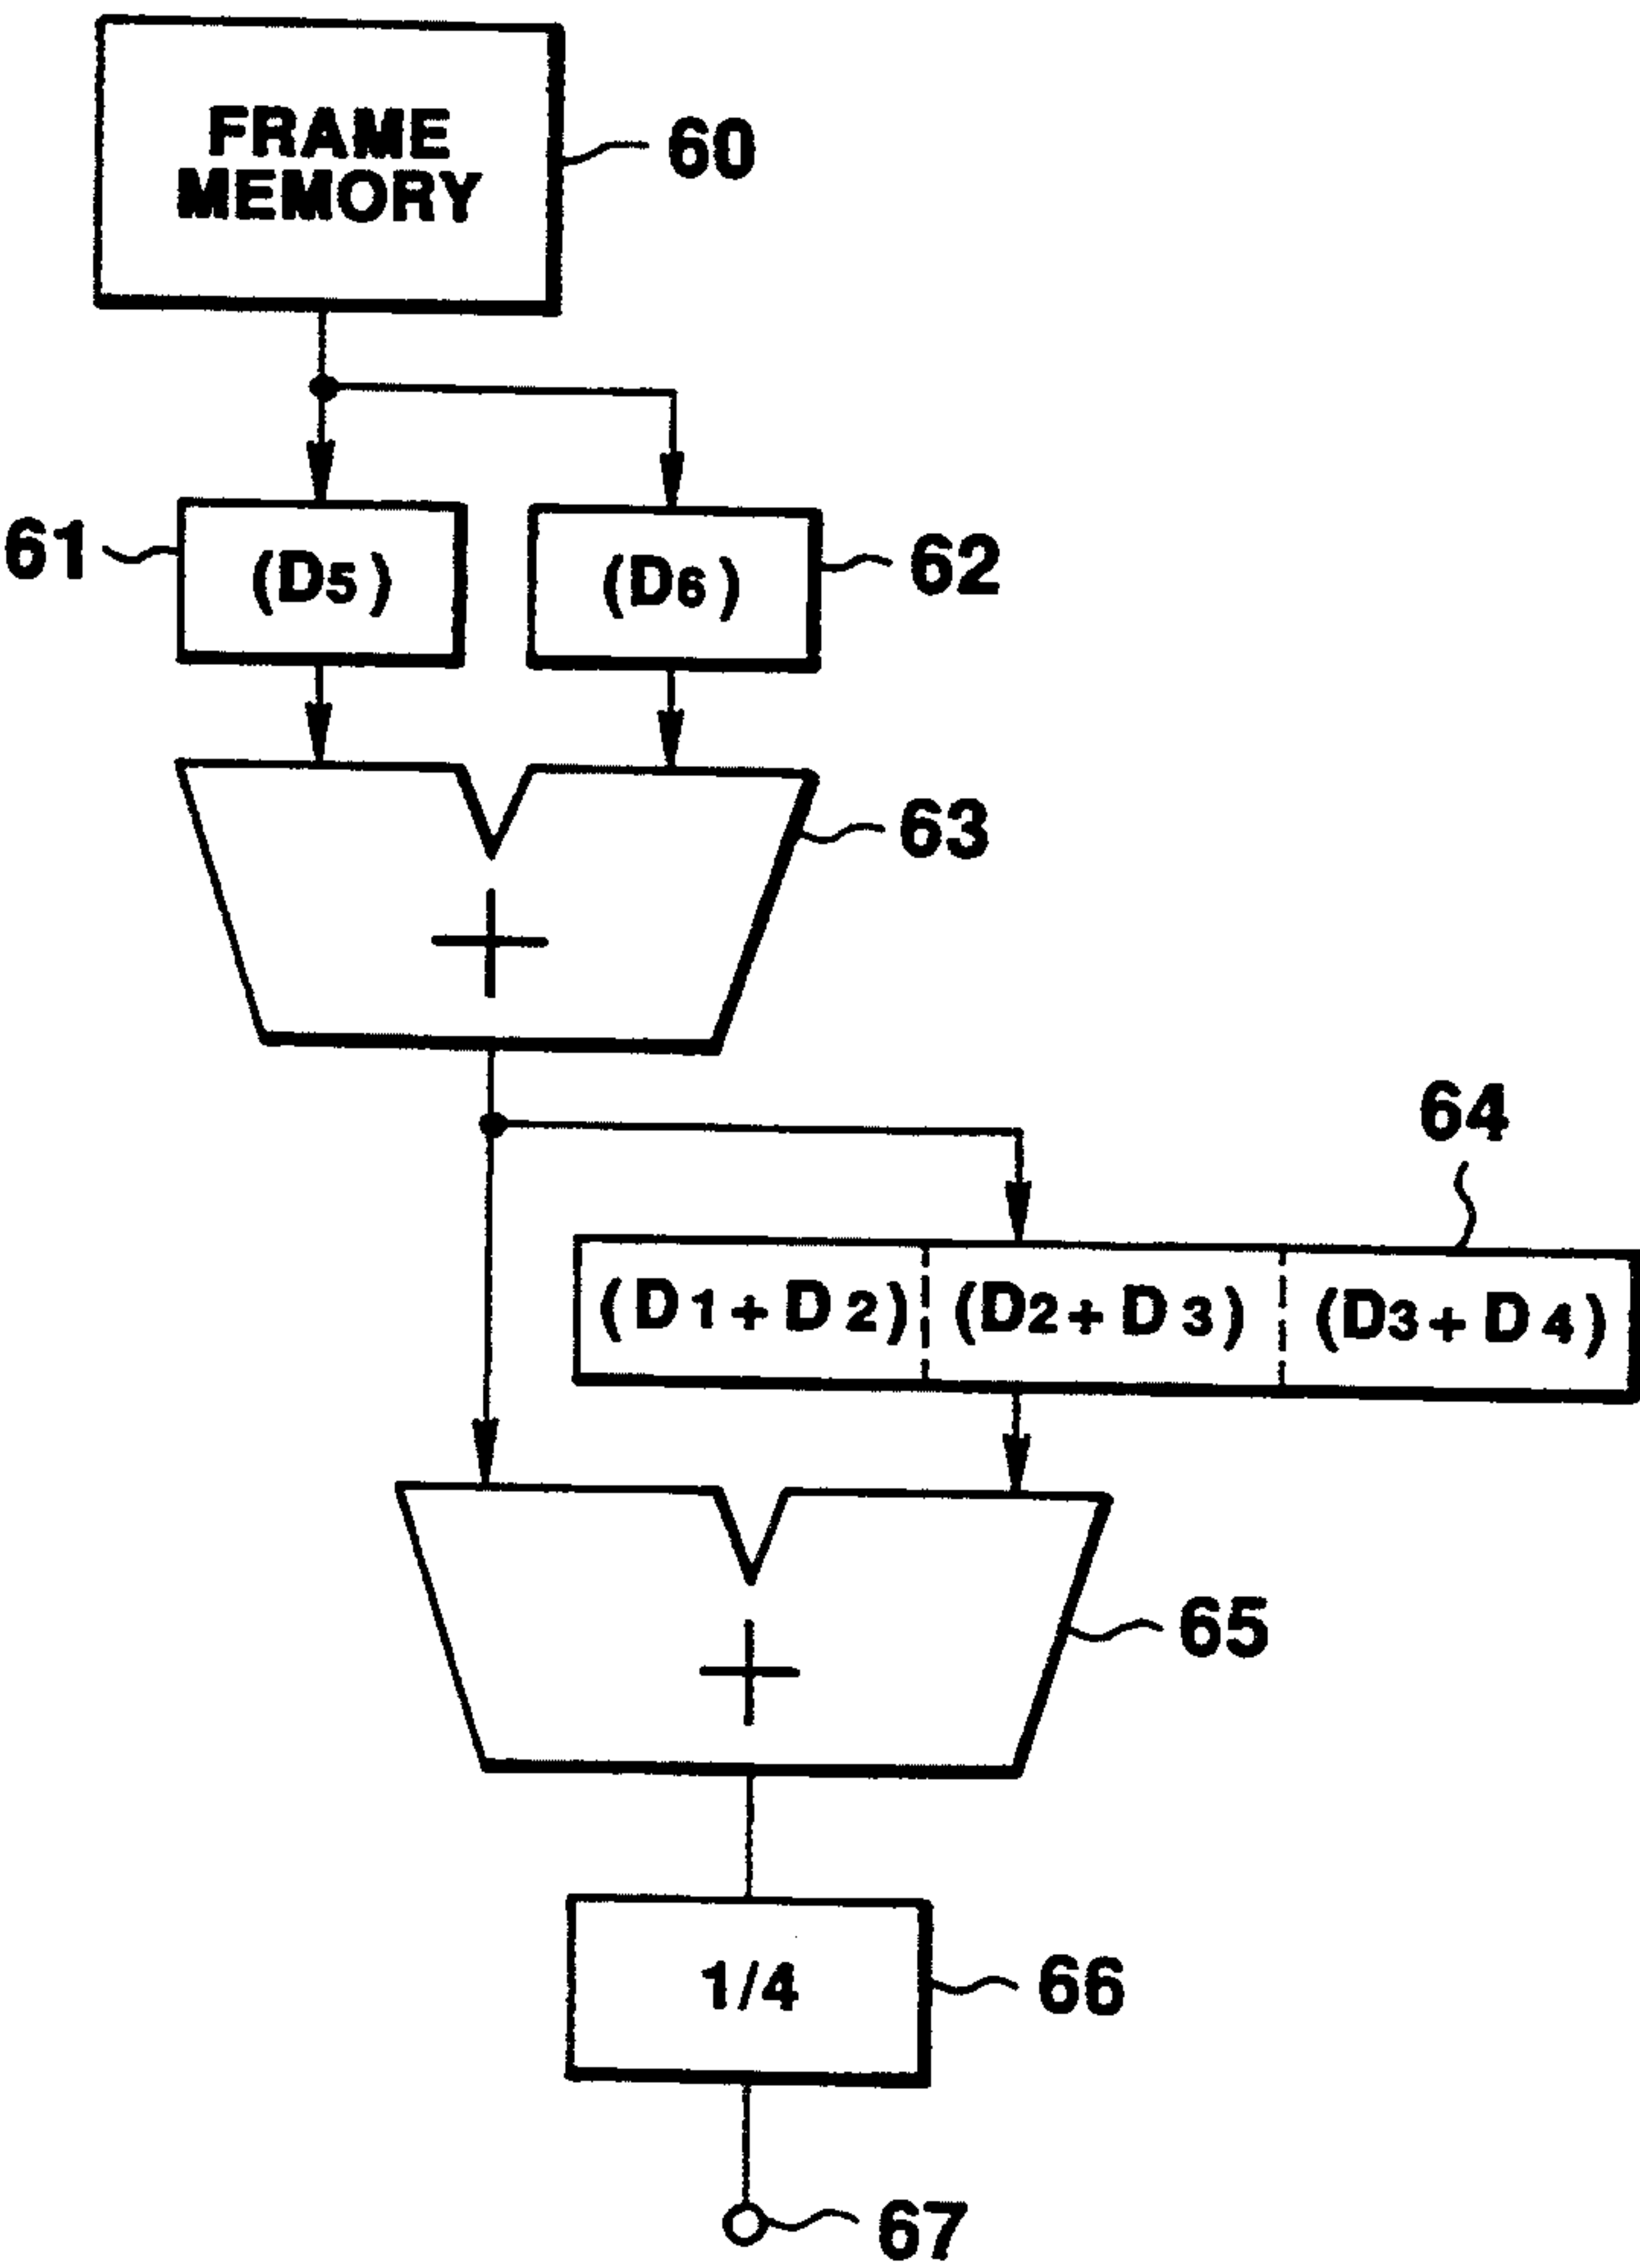 FRAME
MEMORY
60
61
(D5)
(D6)
62
63
+
64
(D1+D2) (D2+D3) (D3+D4)
+
65
1/4
66
67